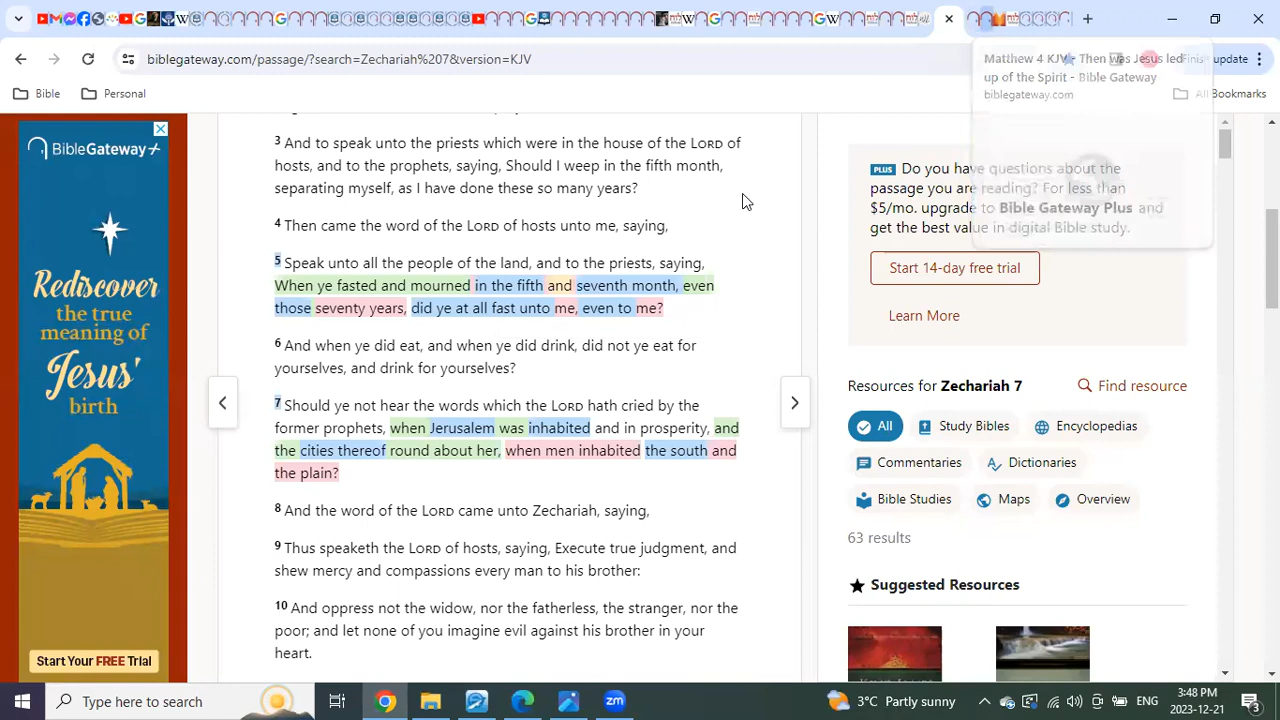 biblegateway.com/passage/?search=Zechariah%207&version=KJV
Matthew 4 KJV - Then was Jesus led
up of the Spirit - Bible Gateway
biblegateway.com
update
Bible
Personal
All Bookmarks
BibleGateway+
Rediscover
the true
meaning of
Jesus'
birth
Start Your FREE Trial
3 And to speak unto the priests which were in the house of the LORD of
hosts, and to the prophets, saying, Should I weep in the fifth month,
separating myself, as I have done these so many years?
4 Then came the word of the LORD of hosts unto me, saying,
5 Speak unto all the people of the land, and to the priests, saying,
When ye fasted and mourned in the fifth and seventh month, even
those seventy years, did ye at all fast unto me, even to me?
6 And when ye did eat, and when ye did drink, did not ye eat for
yourselves, and drink for yourselves?
7 Should ye not hear the words which the LORD hath cried by the
former prophets, when Jerusalem was inhabited and in prosperity, and
the cities thereof round about her, when men inhabited the south and
the plain?
8 And the word of the LORD came unto Zechariah, saying,
9 Thus speaketh the LORD of hosts, saying, Execute true judgment, and
shew mercy and compassions every man to his brother:
10 And oppress not the widow, nor the fatherless, the stranger, nor the
poor; and let none of you imagine evil against his brother in your
heart.
PLUS Do you have questions about the
passage you are reading? For less than
$5/mo. upgrade to Bible Gateway Plus and
get the best value in digital Bible study.
Start 14-day free trial
Learn More
Resources for Zechariah 7
Find resource
All
Study Bibles
Encyclopedias
Commentaries
Dictionaries
Bible Studies
Maps
Overview
63 results
Suggested Resources
Type here to search
3°C Partly sunny
ENG
3:48 PM
2023-12-21
3